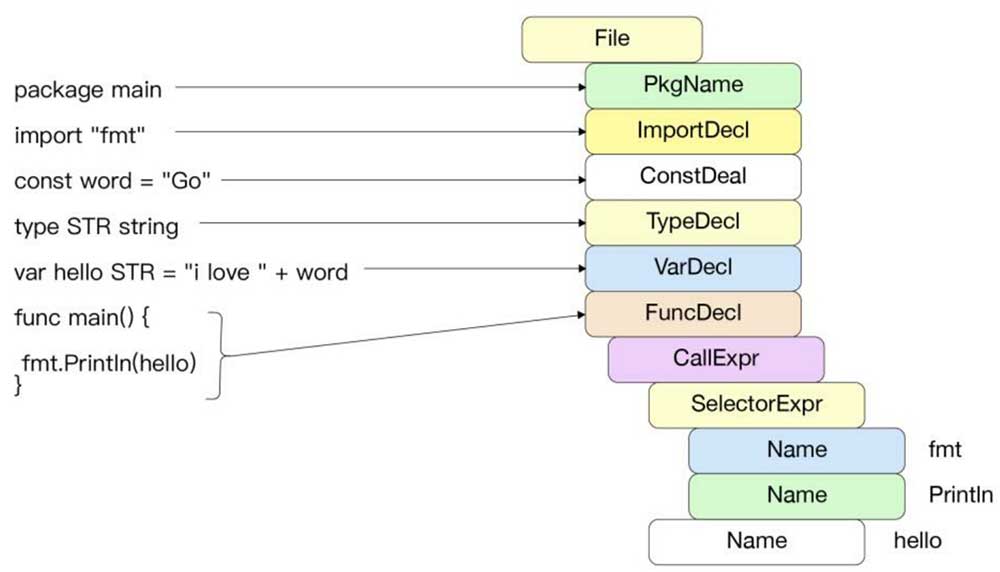 File
package main
PkgName
import "fmt"
ImportDecl
const word = "Go"
ConstDeal
type STR string
TypeDecl
var hello STR = "i love " + word
VarDecl
func main() {
FuncDecl
fmt.Println(hello)
CallExpr
}
SelectorExpr
Name fmt
Name Println
Name hello